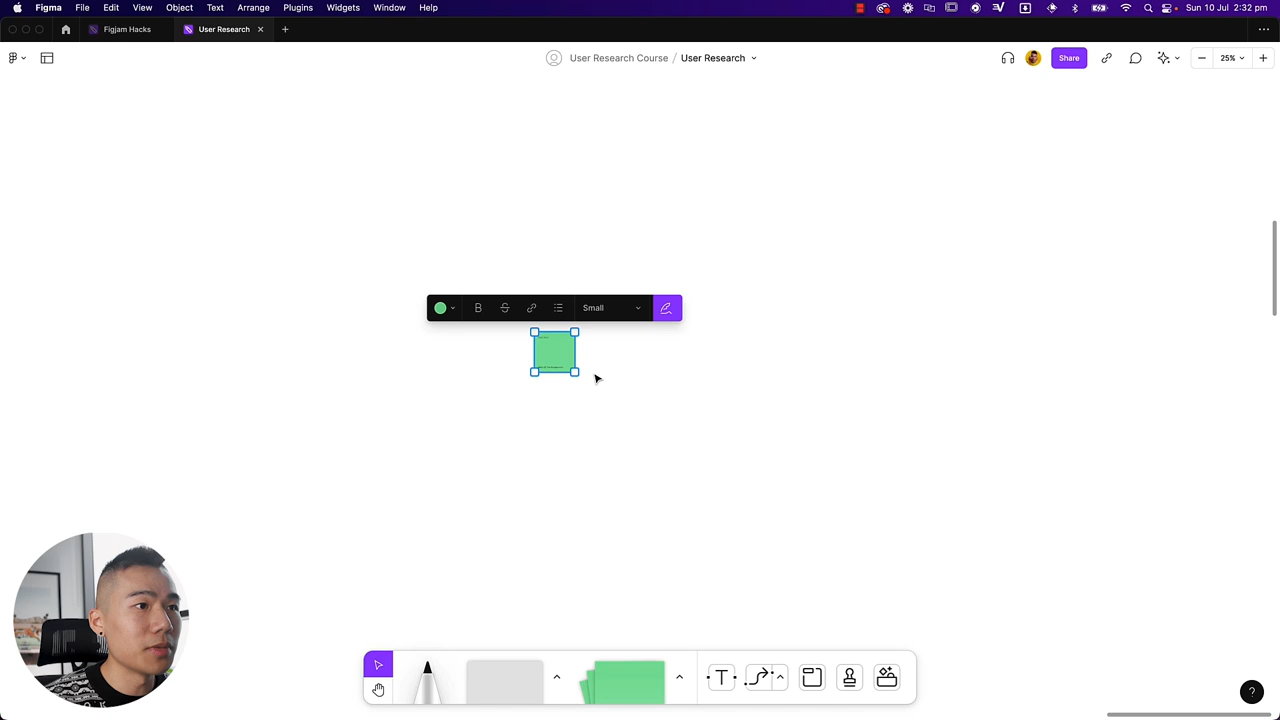 Figma File Edit View Object Text Arrange Plugins Widgets Window Help
Sun 10 Jul 2:32 pm
Figjam Hacks
User Research
User Research Course / User Research
Share
25%
B
S
Small
T
?